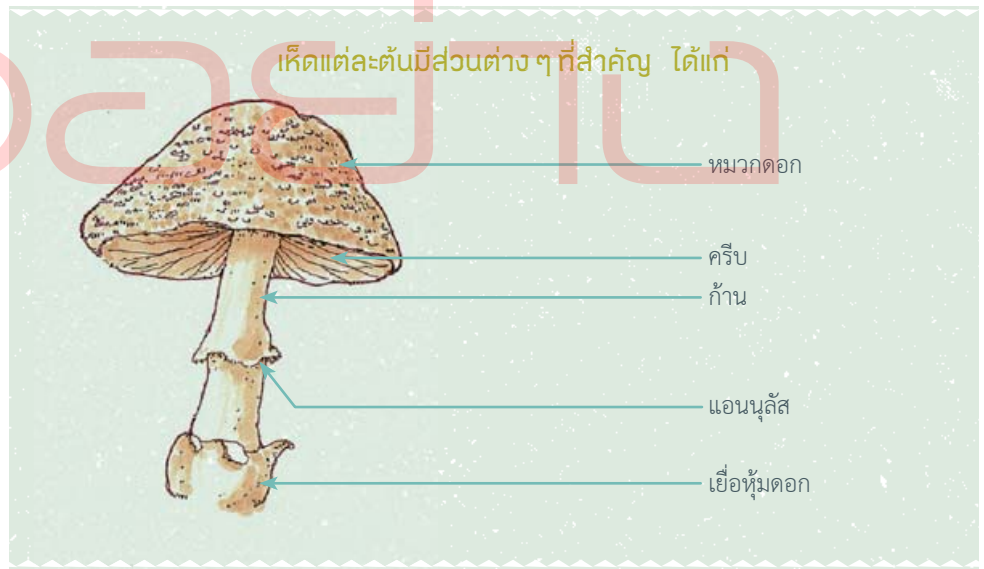 เห็ดแต่ละต้นมีส่วนต่าง ๆ ที่สำคัญ ได้แก่
หมวกดอก
ครีบ
ก้าน
แอนนุลัส
เยื่อหุ้มดอก